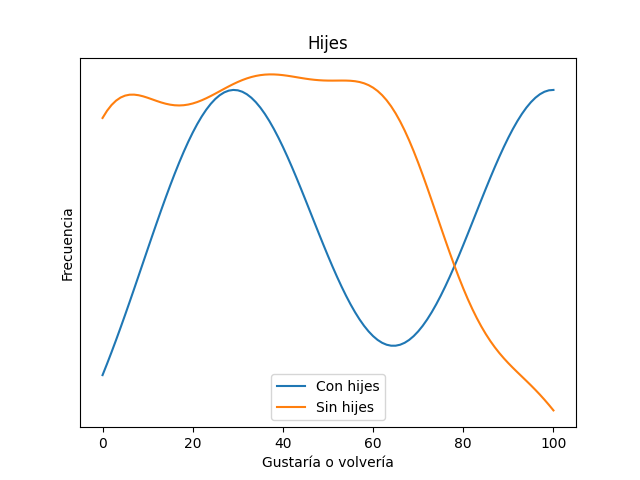 Hijes
Frecuencia
Con hijes
Sin hijes
0 20 40 60 80 100
Gustaría o volvería